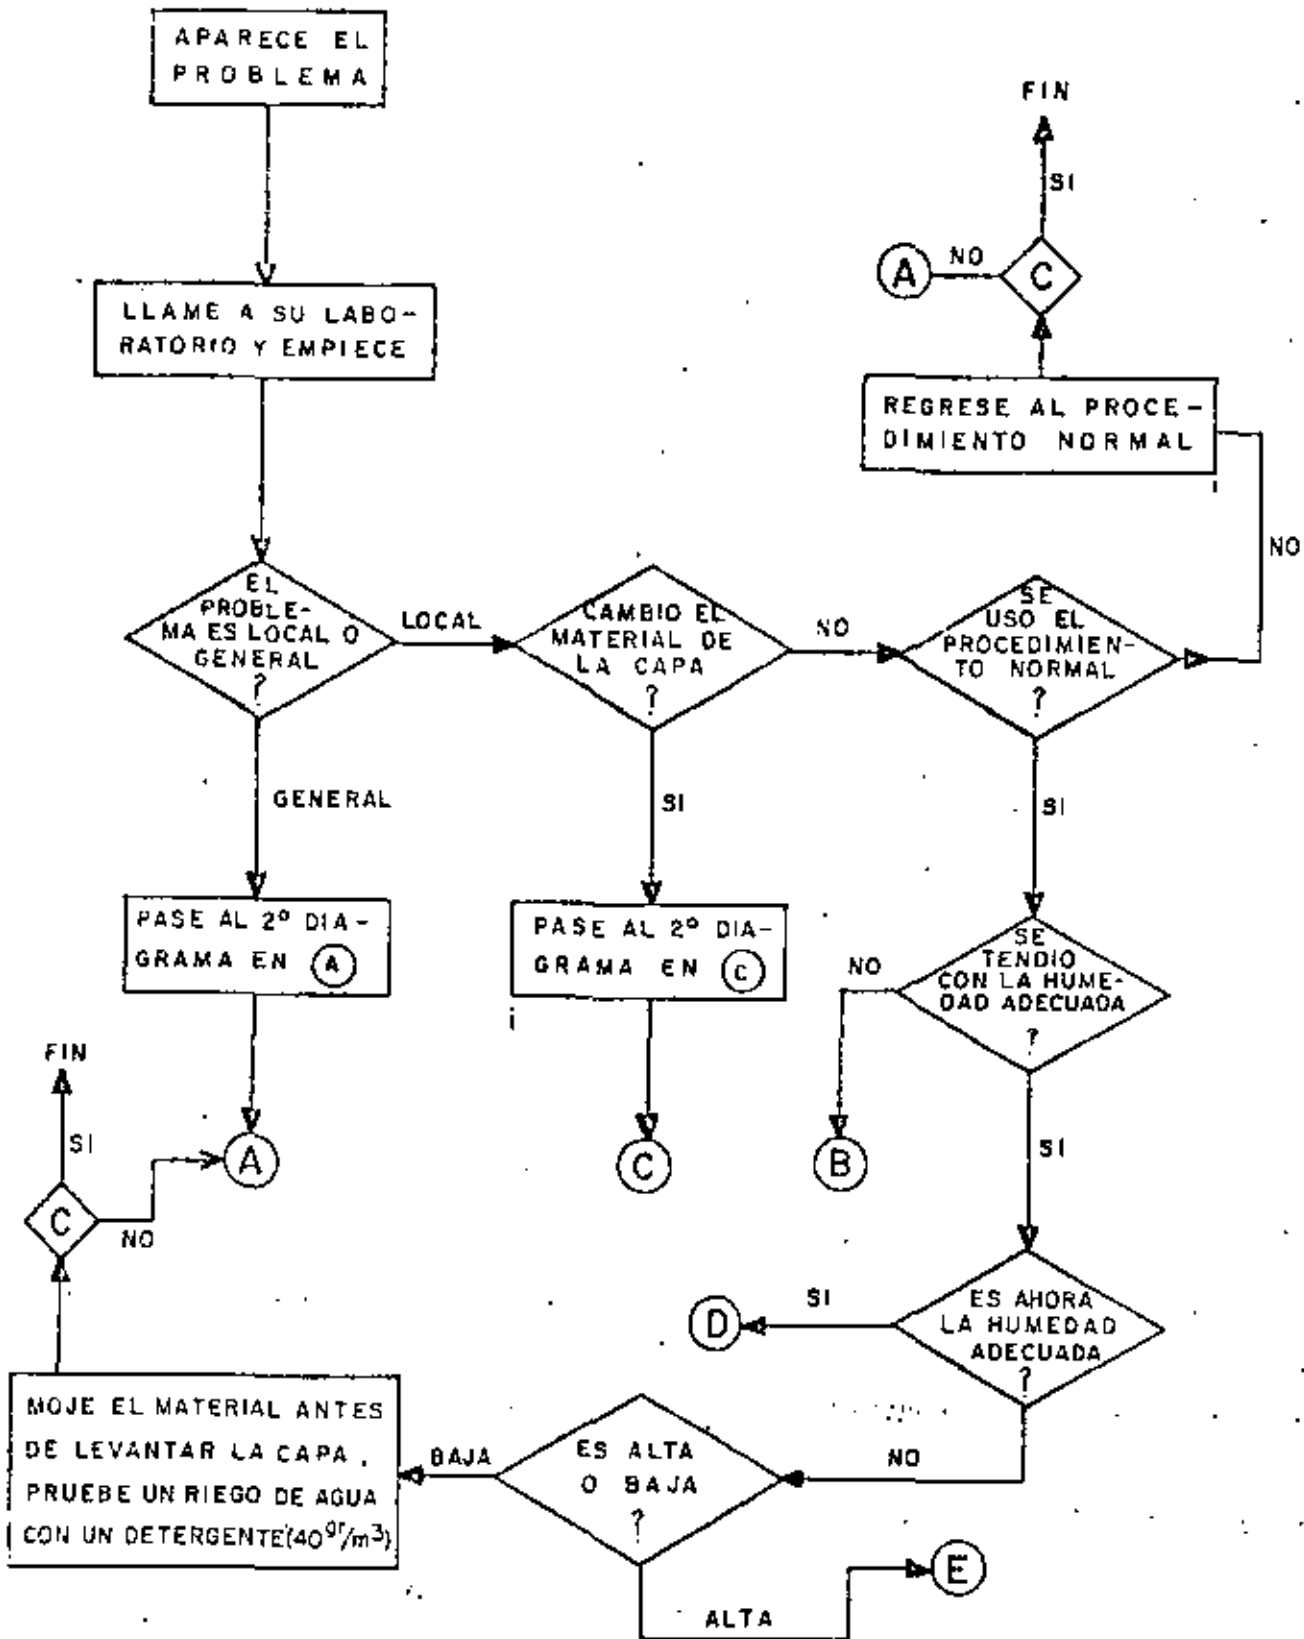 APARECE EL
PROBLEMA
FIN
SI
A
NO
C
LLAME A SU LABO-
RATORIO Y EMPIECE
REGRESE AL PROCE-
DIMIENTO NORMAL
NO
EL
PROBLE-
MA ES LOCAL O
GENERAL
?
LOCAL
CAMBIO EL
MATERIAL DE
LA CAPA
?
NO
SE
USO EL
PROCEDIMIEN-
TO NORMAL
?
GENERAL
SI
SI
PASE AL 2º DIA-
GRAMA EN A
PASE AL 2º DIA-
GRAMA EN C
SE
TENDIO
CON LA HUME-
DAD ADECUADA
?
NO
FIN
SI
A
C
NO
C
B
SI
D
SI
ES AHORA
LA HUMEDAD
ADECUADA
?
MOJE EL MATERIAL ANTES
DE LEVANTAR LA CAPA,
PRUEBE UN RIEGO DE AGUA
CON UN DETERGENTE (40gr/m³)
BAJA
ES ALTA
O BAJA
?
NO
ALTA
E